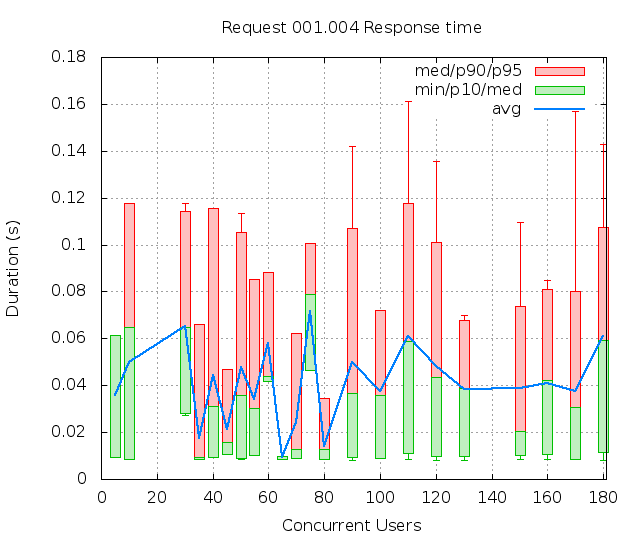 Request 001.004 Response time
med/p90/p95
min/p10/med
avg
0.18
0.16
0.14
0.12
0.1
0.08
0.06
0.04
0.02
0
Duration (s)
0 20 40 60 80 100 120 140 160 180
Concurrent Users